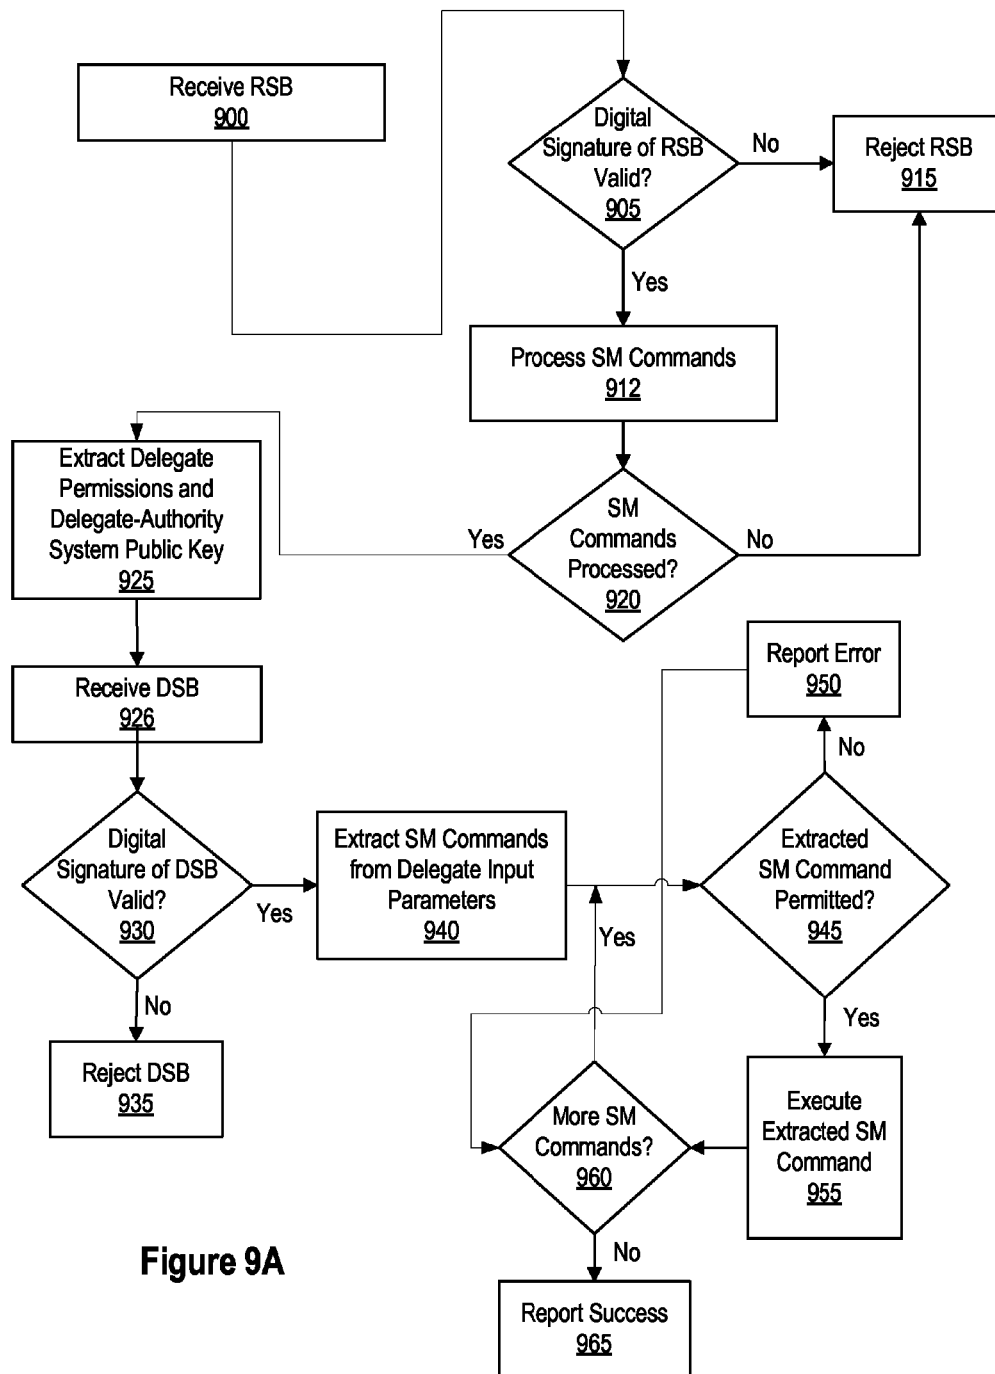 Receive RSB
900
Digital
Signature of RSB
Valid?
905
No
Reject RSB
915
Yes
Process SM Commands
912
SM
Commands
Processed?
920
Yes
No
Extract Delegate
Permissions and
Delegate-Authority
System Public Key
925
Receive DSB
926
Digital
Signature of DSB
Valid?
930
Yes
No
Reject DSB
935
Extract SM Commands
from Delegate Input
Parameters
940
Extracted
SM Command
Permitted?
945
No
Report Error
950
Yes
Execute
Extracted SM
Command
955
More SM
Commands?
960
Yes
No
Report Success
965
Figure 9A